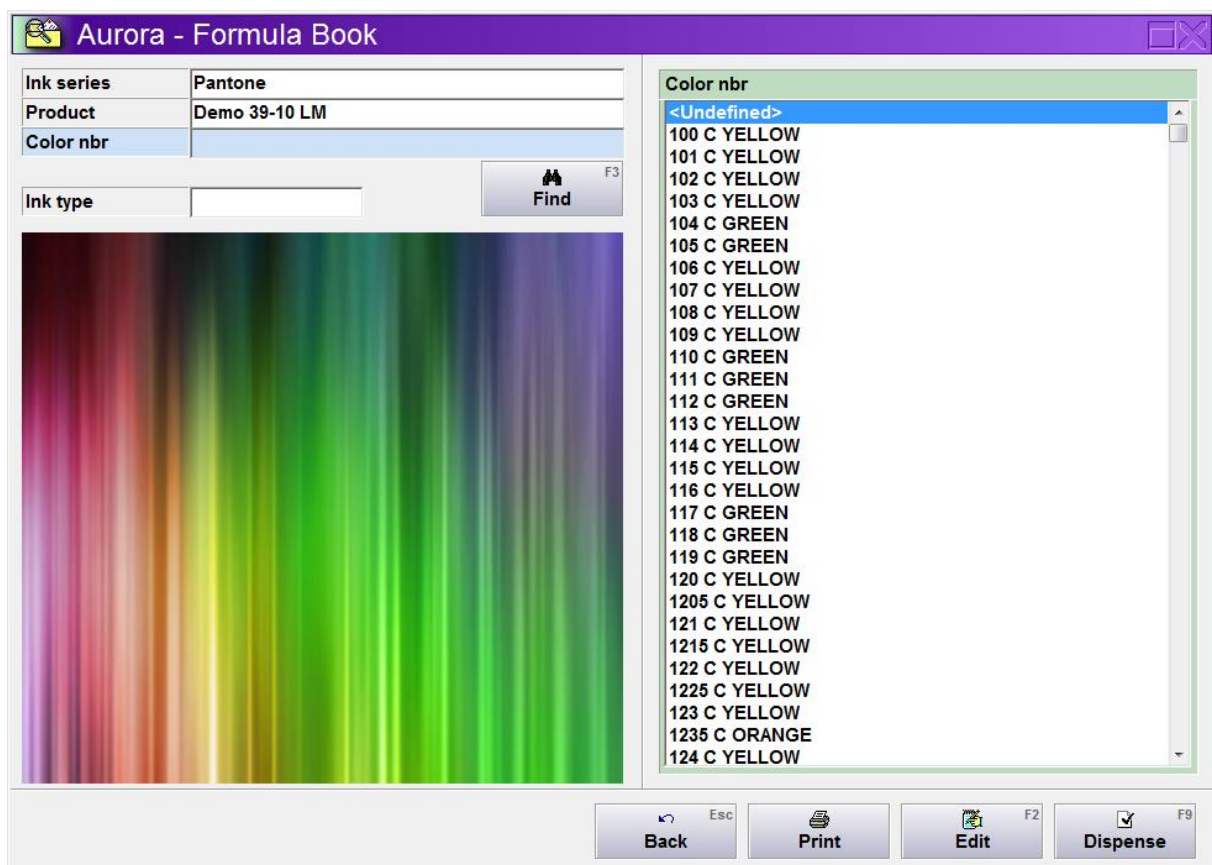 Aurora - Formula Book
Ink series Pantone
Product Demo 39-10 LM
Color nbr
Find F3
Ink type
Color nbr
<Undefined>
100 C YELLOW
101 C YELLOW
102 C YELLOW
103 C YELLOW
104 C GREEN
105 C GREEN
106 C YELLOW
107 C YELLOW
108 C YELLOW
109 C YELLOW
110 C GREEN
111 C GREEN
112 C GREEN
113 C YELLOW
114 C YELLOW
115 C YELLOW
116 C YELLOW
117 C GREEN
118 C GREEN
119 C GREEN
120 C YELLOW
1205 C YELLOW
121 C YELLOW
1215 C YELLOW
122 C YELLOW
1225 C YELLOW
123 C YELLOW
1235 C ORANGE
124 C YELLOW
Esc F2 F9
Back Print Edit Dispense